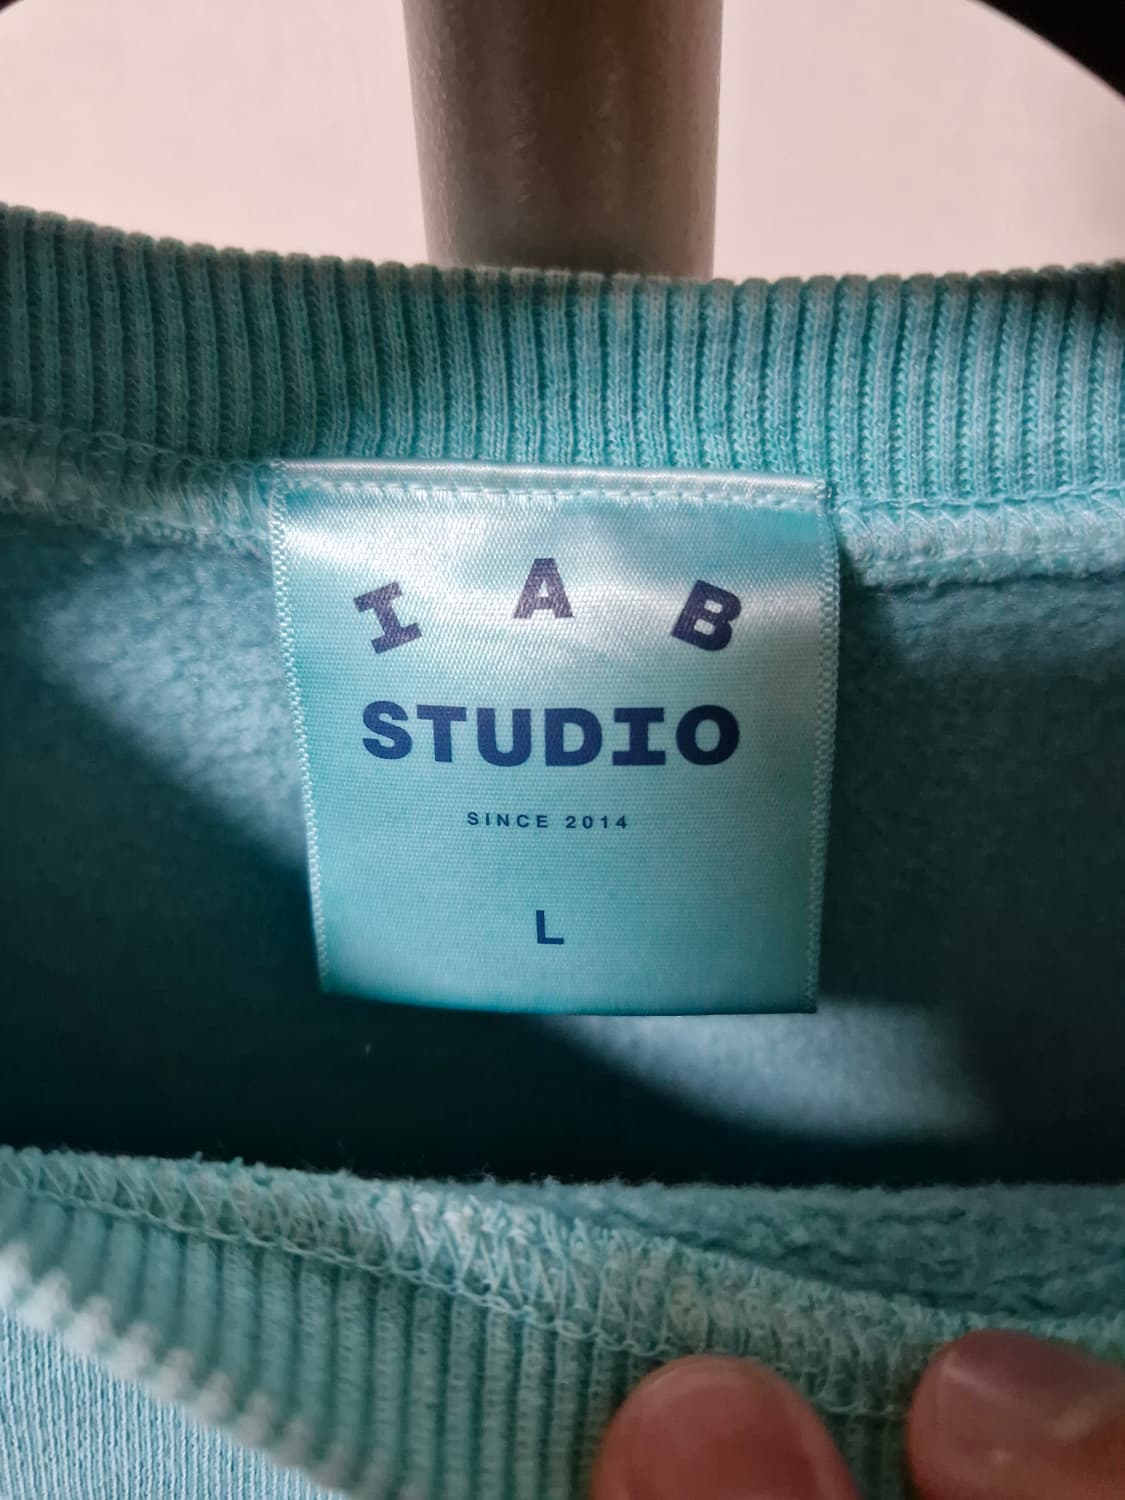 I A B
STUDIO
SINCE 2014
L